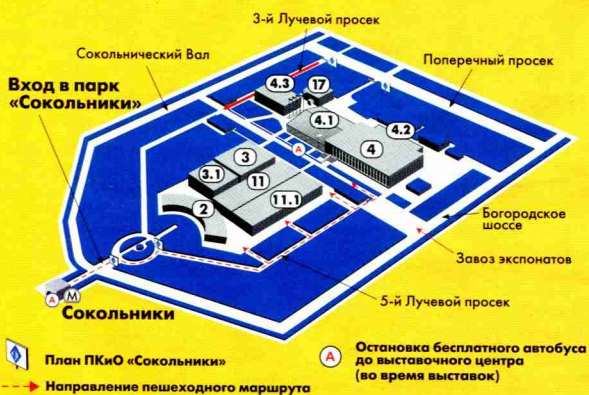 3-й Лучевой просек
Сокольнический Вал
Поперечный просек
Вход в парк
«Сокольники»
4.3
17
4.1
4.2
4
А
3
3.1
11
11.1
2
Богородское
шоссе
Завоз экспонатов
5-й Лучевой просек
А М
Сокольники
План ПКиО «Сокольники»
Направление пешеходного маршрута
А
Остановка бесплатного автобуса
до выставочного центра
(во время выставок)